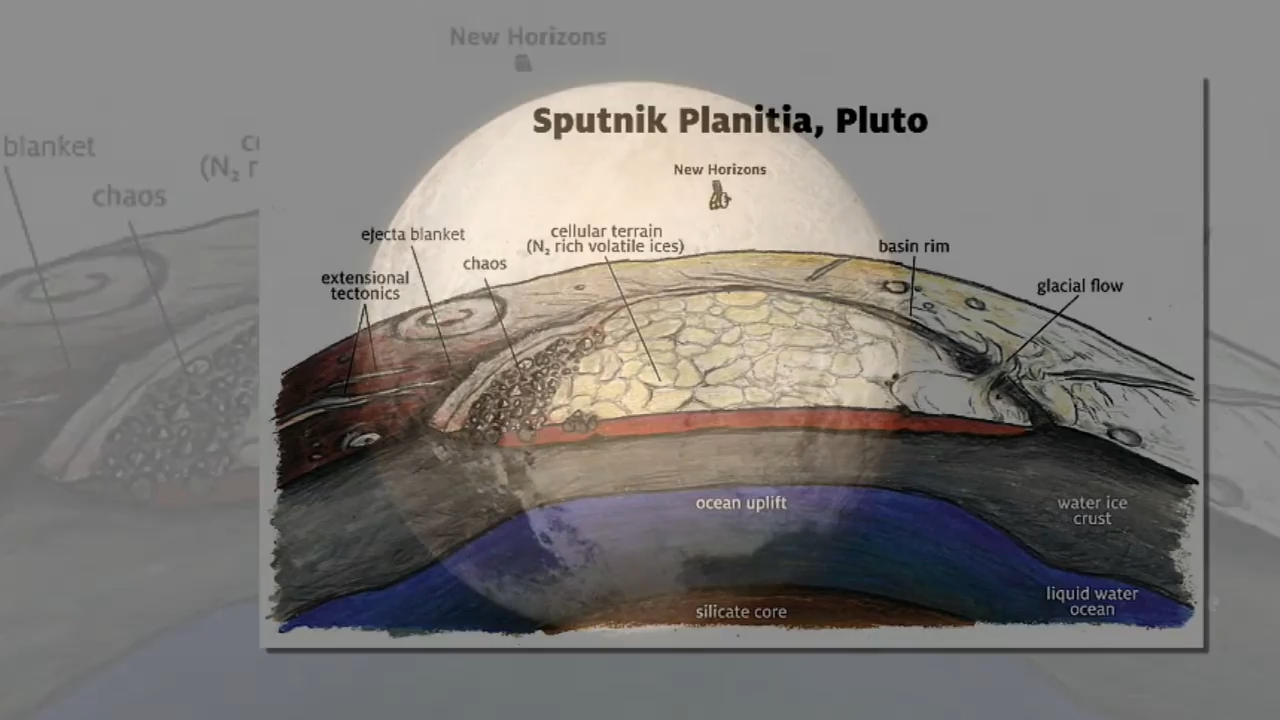 New Horizons
Sputnik Planitia, Pluto
blanket
(N₂
chaos
New Horizons
ejecta blanket
cellular terrain
(N₂ rich volatile ices)
basin rim
chaos
extensional
tectonics
glacial flow
ocean uplift
water ice
crust
liquid water
ocean
silicate core